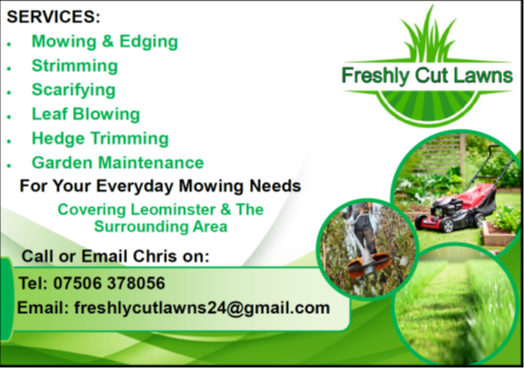 SERVICES:
• Mowing & Edging
• Strimming
• Scarifying
• Leaf Blowing
• Hedge Trimming
• Garden Maintenance
For Your Everyday Mowing Needs
Covering Leominster & The
Surrounding Area
Call or Email Chris on:
Tel: 07506 378056
Email: freshlycutlawns24@gmail.com
Freshly Cut Lawns